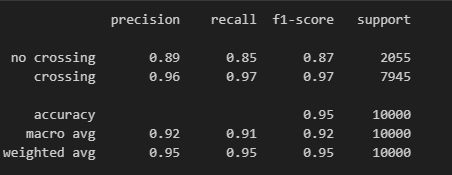 precision recall f1-score support
no crossing 0.89 0.85 0.87 2055
crossing 0.96 0.97 0.97 7945
accuracy 0.95 10000
macro avg 0.92 0.91 0.92 10000
weighted avg 0.95 0.95 0.95 10000